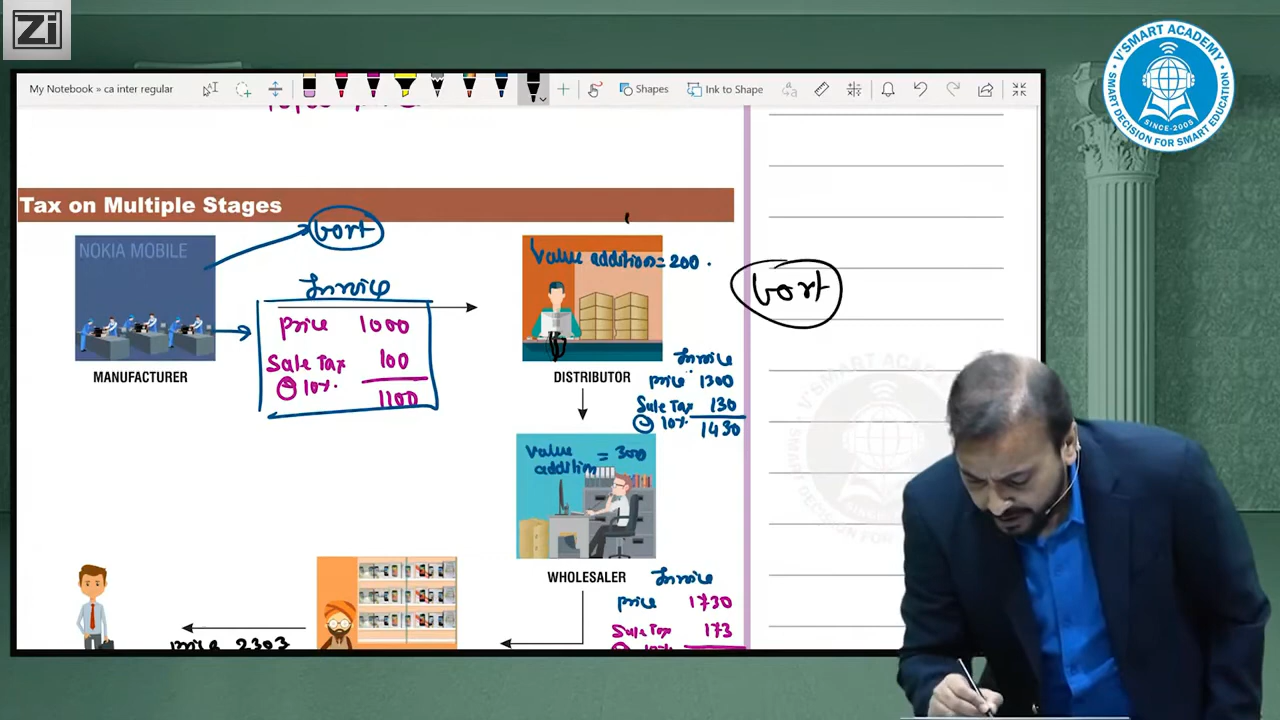 Zi
V'SMART ACADEMY
SINCE-2005
SMART DECISION FOR SMART EDUCATION
My Notebook » ca inter regular
Shapes
Ink to Shape
Tax on Multiple Stages
Govt
NOKIA MOBILE
Value addition = 200.
Govt
Invoice
Price 1000
Sale Tax 100
@ 10%.
1100
MANUFACTURER
DISTRIBUTOR
Invoice
Price 1300
Sale Tax 130
@ 10%. 1430
Value addition = 300
WHOLESALER
Invoice
Price 1730
Sale Tax 173
@ 10%.
Price 2303